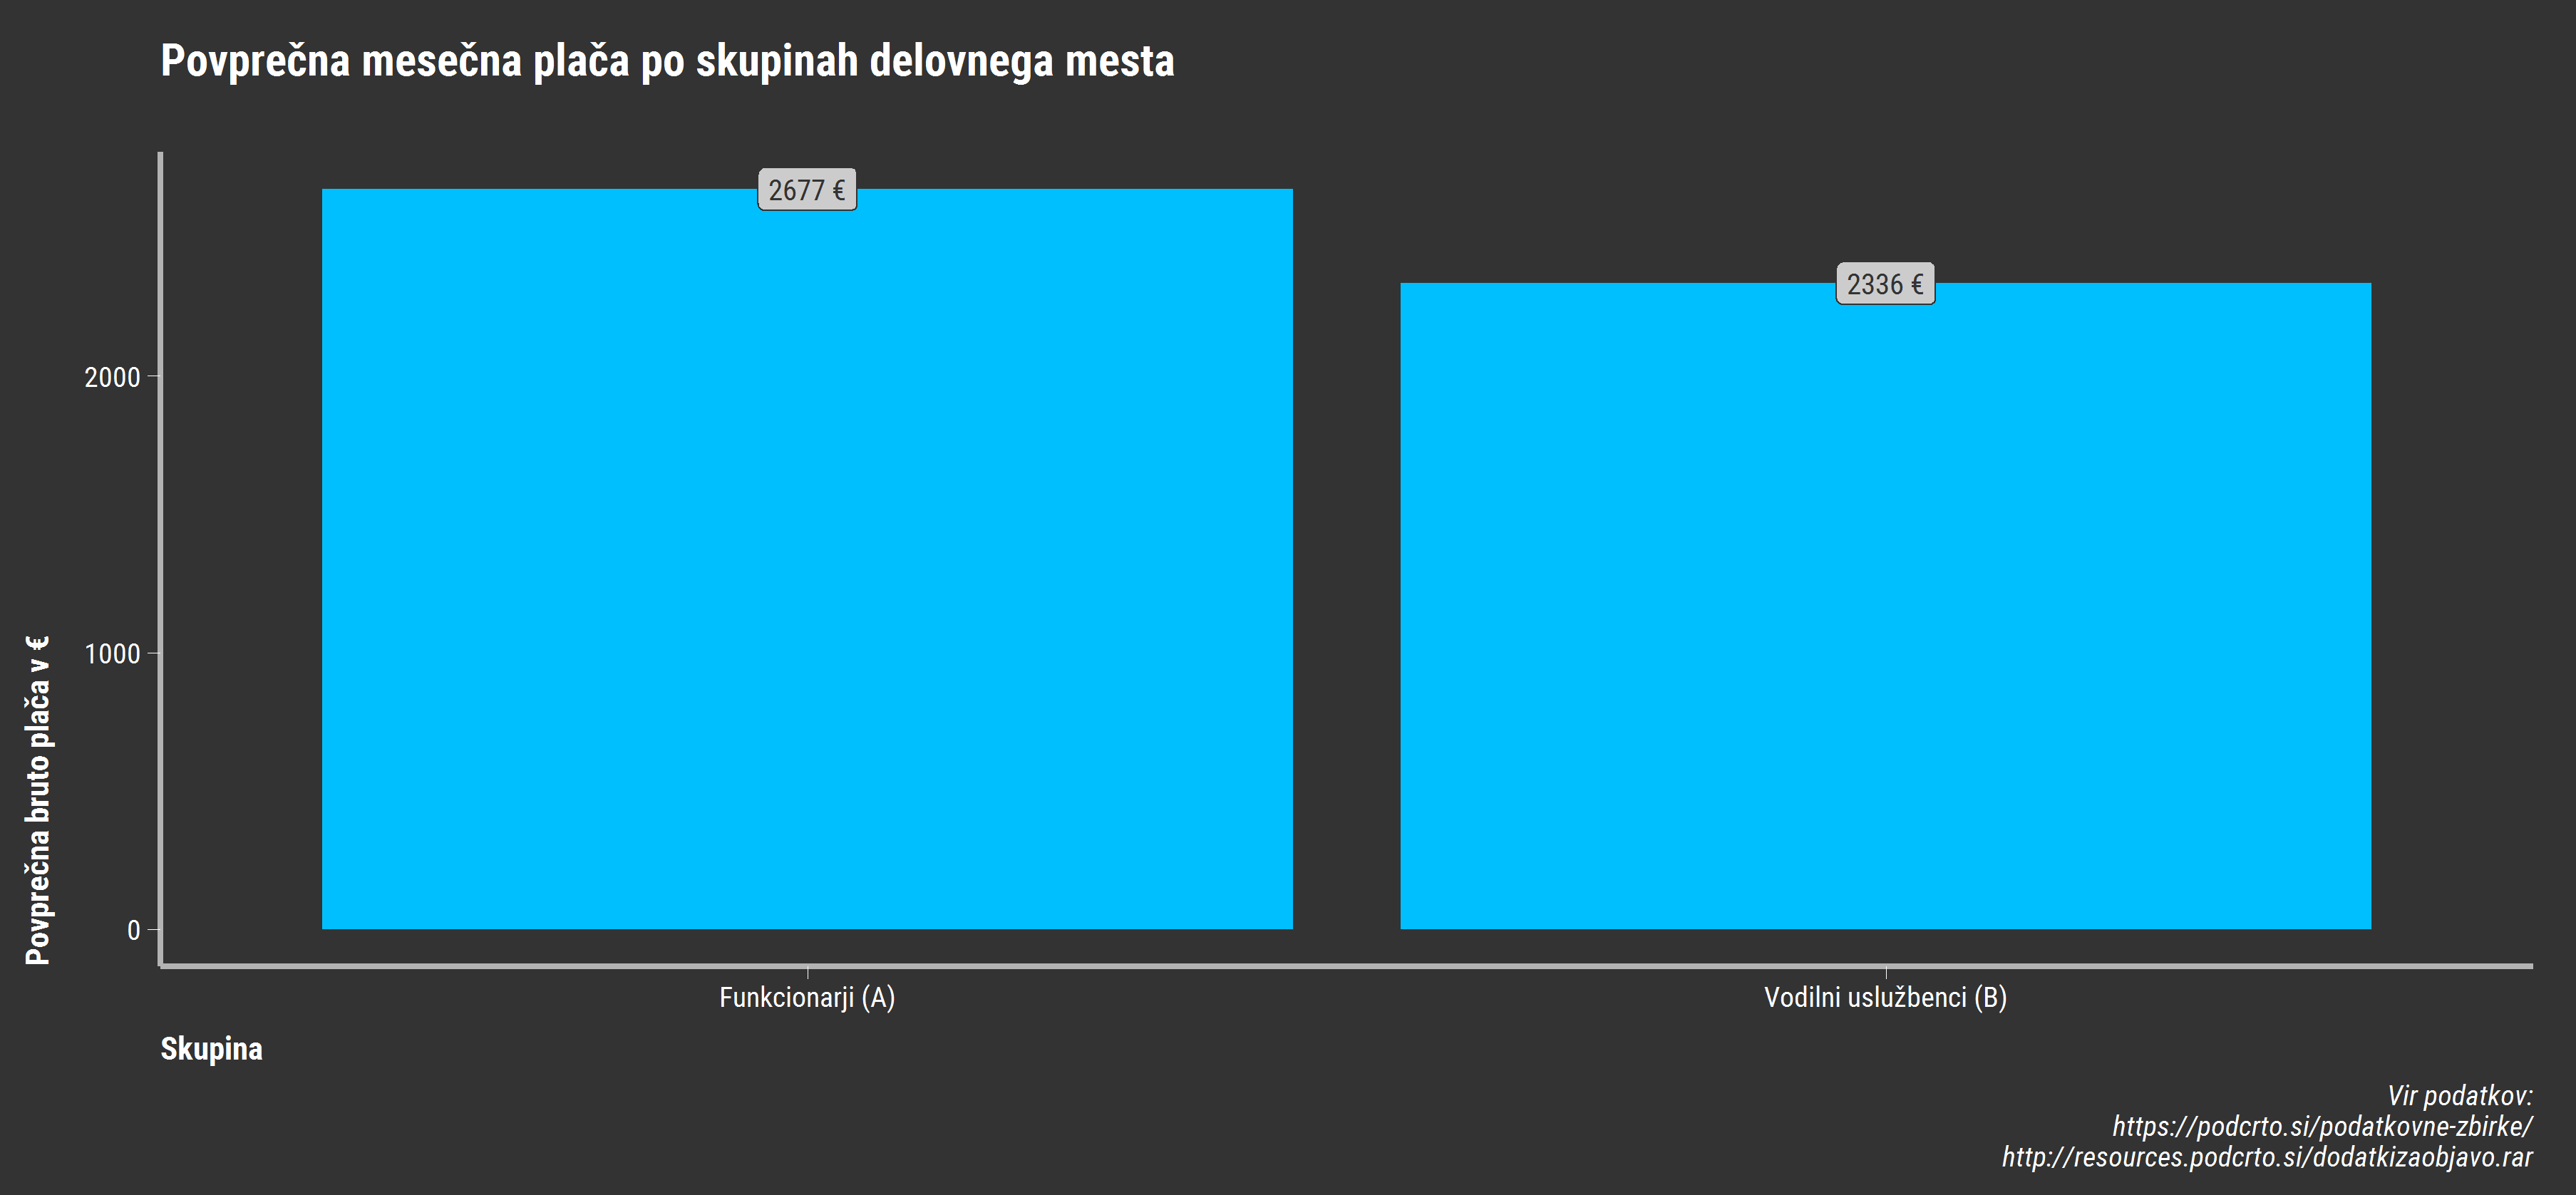 Povprečna mesečna plača po skupinah delovnega mesta
2677 €
2336 €
2000
1000
0
Povprečna bruto plača v €
Funkcionarji (A)
Vodilni uslužbenci (B)
Skupina
Vir podatkov:
https://podcrto.si/podatkovne-zbirke/
http://resources.podcrto.si/dodatkizaobjavo.rar